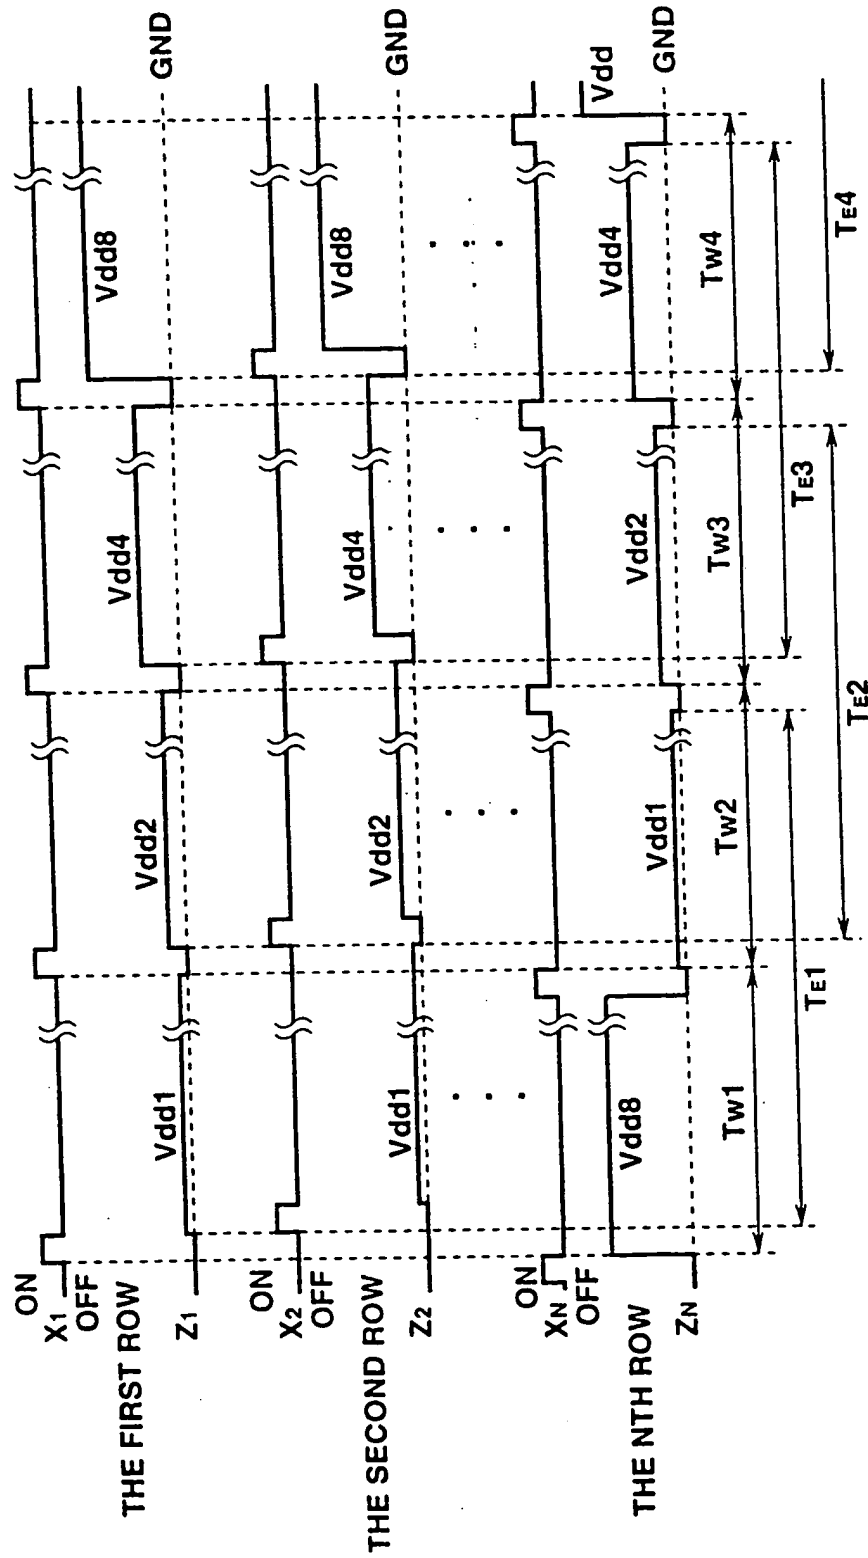 ON
X1
OFF
THE FIRST ROW
Z1
Vdd1
Vdd2
Vdd4
Vdd8
GND
ON
X2
OFF
THE SECOND ROW
Z2
Vdd1
Vdd2
Vdd4
Vdd8
GND
ON
XN
OFF
THE NTH ROW
ZN
Vdd8
Vdd1
Vdd2
Vdd4
Vdd
GND
TW1
TW2
TW3
TW4
TE1
TE2
TE3
TE4